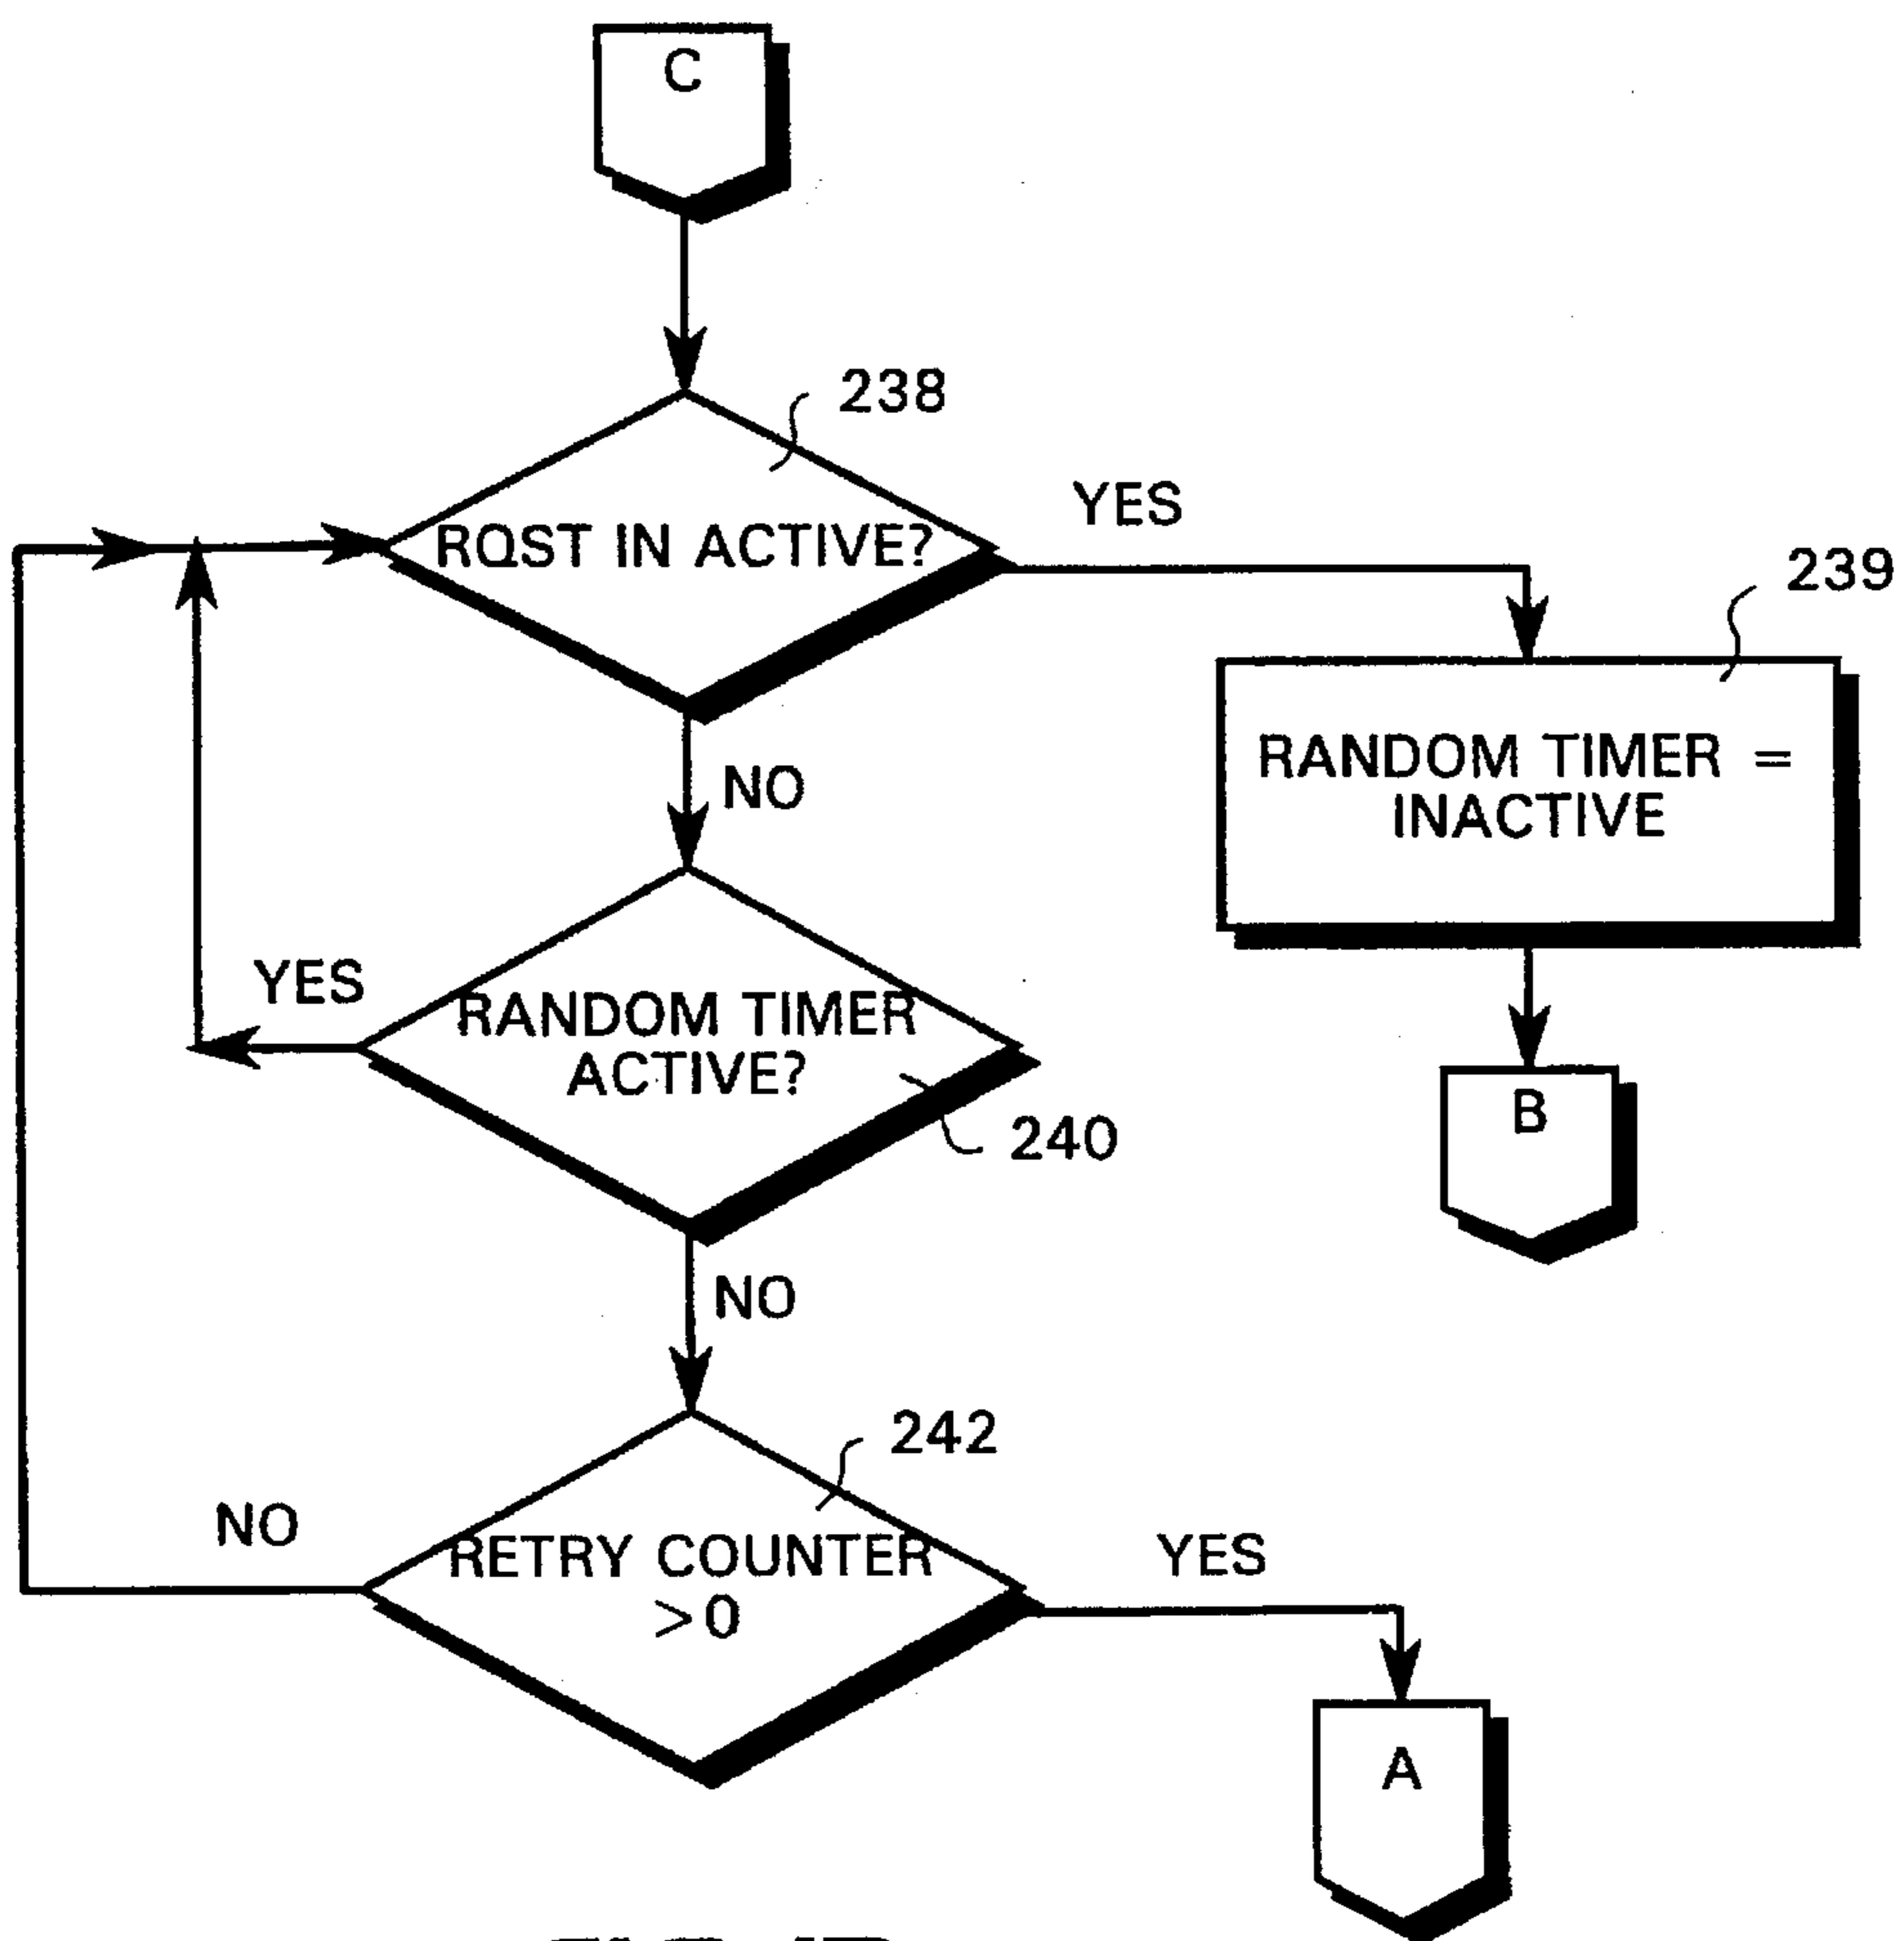 C
238
RQST IN ACTIVE?
YES
239
RANDOM TIMER =
INACTIVE
NO
B
YES
RANDOM TIMER
ACTIVE?
240
NO
242
NO
RETRY COUNTER
>0
YES
A